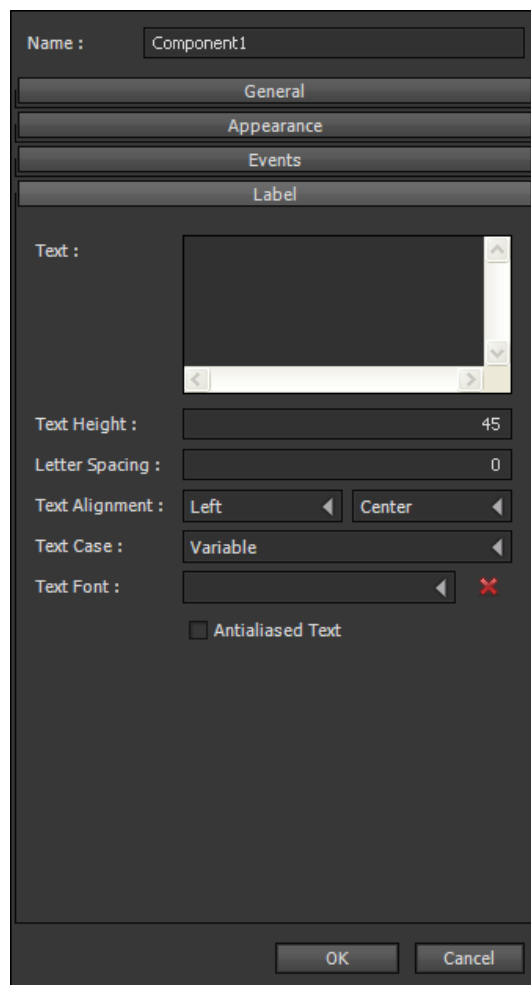 Name : Component1
General
Appearance
Events
Label
Text :
Text Height : 45
Letter Spacing : 0
Text Alignment : Left Center
Text Case : Variable
Text Font :
Antialiased Text
OK Cancel